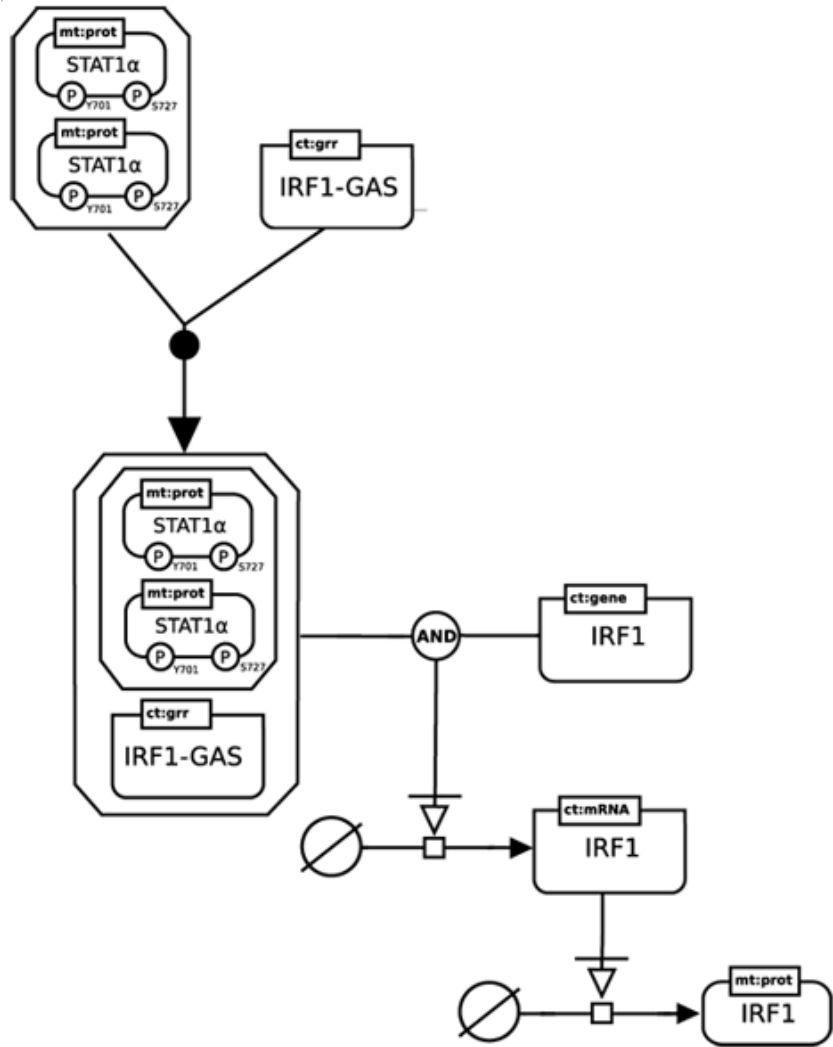 mt:prot
STAT1α
P Y701 P S727
mt:prot
STAT1α
P Y701 P S727
ct:grr
IRF1-GAS
mt:prot
STAT1α
P Y701 P S727
mt:prot
STAT1α
P Y701 P S727
ct:grr
IRF1-GAS
AND
ct:gene
IRF1
ct:mRNA
IRF1
mt:prot
IRF1